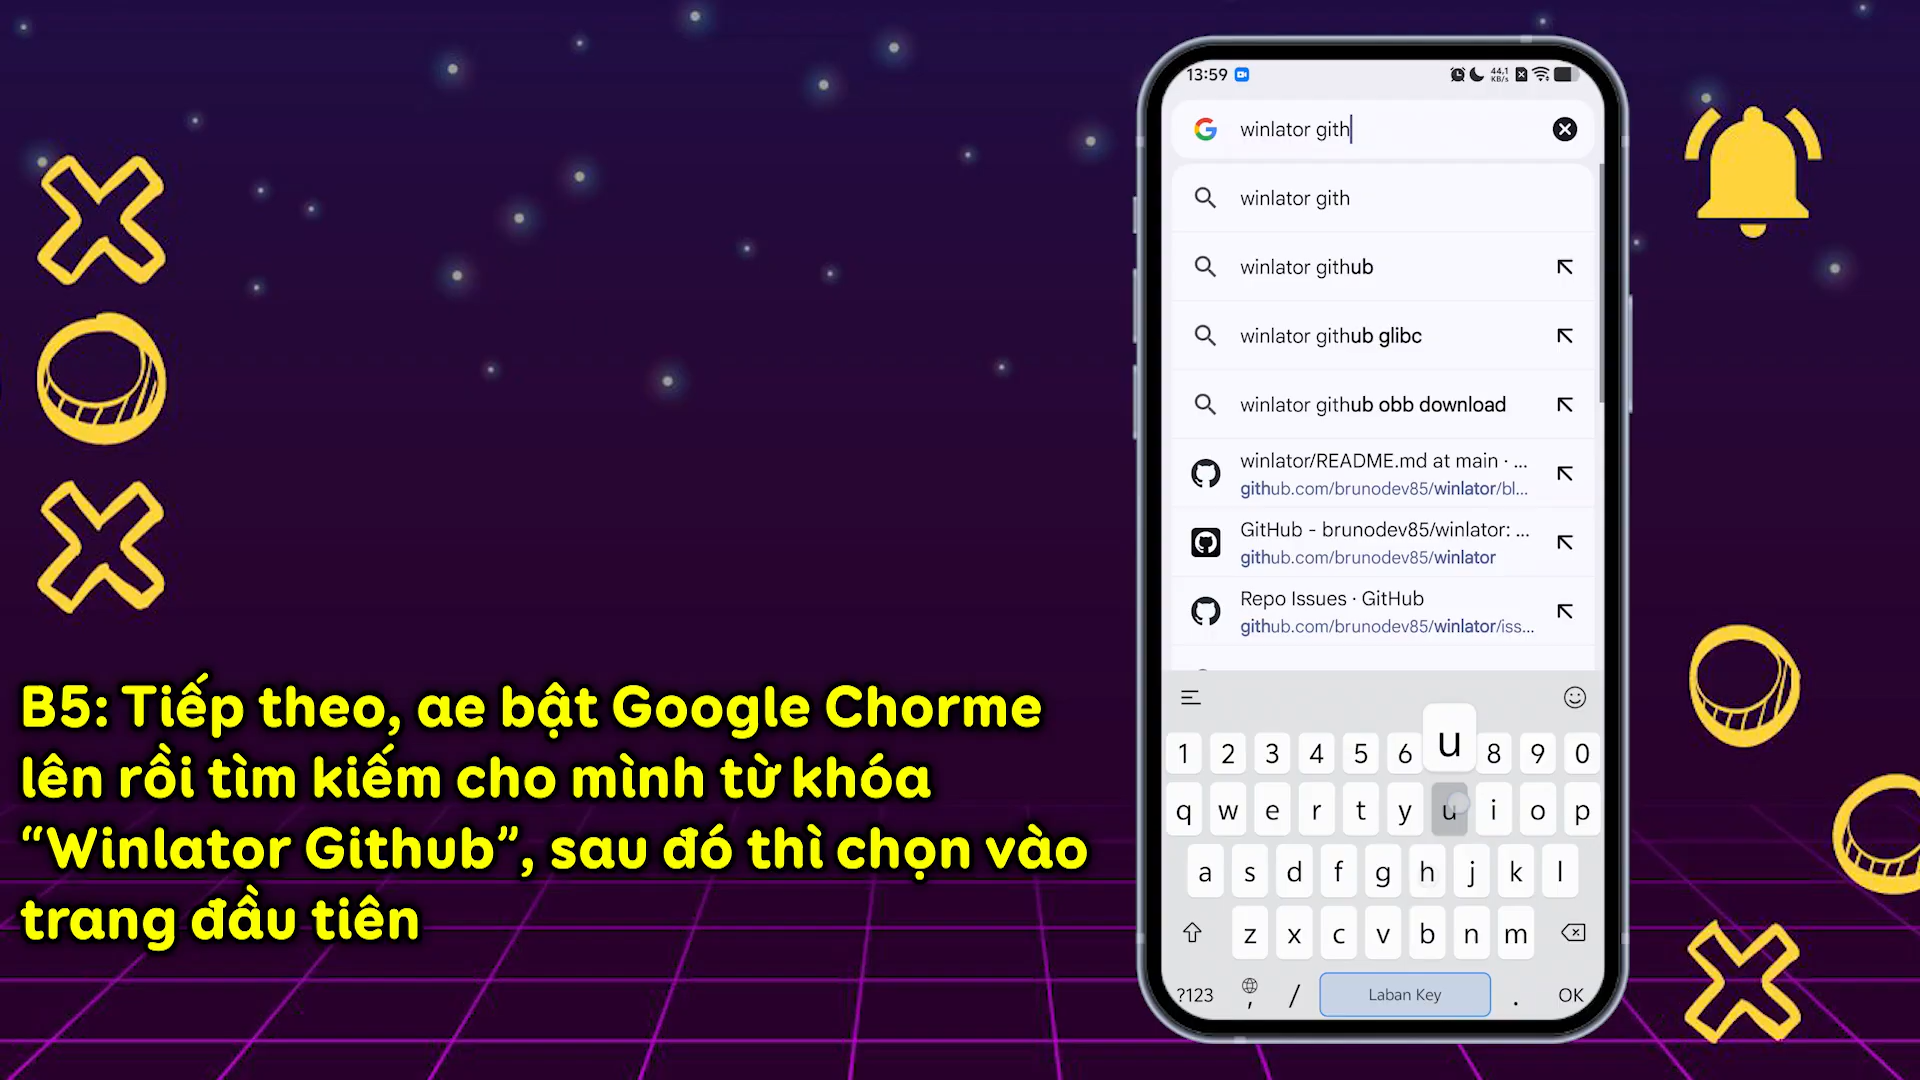 13:59
44,1
KB/s
winlator gith
winlator gith
winlator github
winlator github glibc
winlator github obb download
winlator/README.md at main · ...
github.com/brunodev85/winlator/bl...
GitHub - brunodev85/winlator: ...
github.com/brunodev85/winlator
Repo Issues · GitHub
github.com/brunodev85/winlator/iss...
B5: Tiếp theo, ae bật Google Chorme
lên rồi tìm kiếm cho mình từ khóa
“Winlator Github”, sau đó thì chọn vào
trang đầu tiên
u
1 2 3 4 5 6 8 9 0
q w e r t y u i o p
a s d f g h j k l
z x c v b n m
?123 , / Laban Key . OK